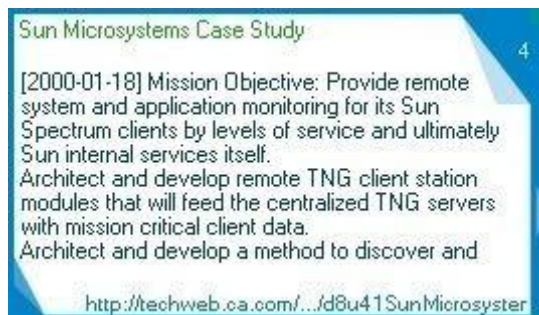 Sun Microsystems Case Study
4
[2000-01-18] Mission Objective: Provide remote
system and application monitoring for its Sun
Spectrum clients by levels of service and ultimately
Sun internal services itself.
Architect and develop remote TNG client station
modules that will feed the centralized TNG servers
with mission critical client data.
Architect and develop a method to discover and
http://techweb.ca.com/.../d8u41SunMicrosyster